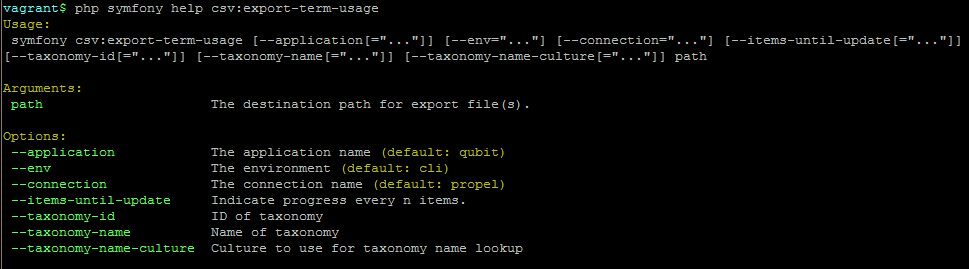 vagrant$ php symfony help csv:export-term-usage
Usage:
symfony csv:export-term-usage [--application[="..."]] [--env="..."] [--connection="..."] [--items-until-update[="..."]]
[--taxonomy-id[="..."]] [--taxonomy-name[="..."]] [--taxonomy-name-culture[="..."]] path
Arguments:
path The destination path for export file(s).
Options:
--application The application name (default: qubit)
--env The environment (default: cli)
--connection The connection name (default: propel)
--items-until-update Indicate progress every n items.
--taxonomy-id ID of taxonomy
--taxonomy-name Name of taxonomy
--taxonomy-name-culture Culture to use for taxonomy name lookup